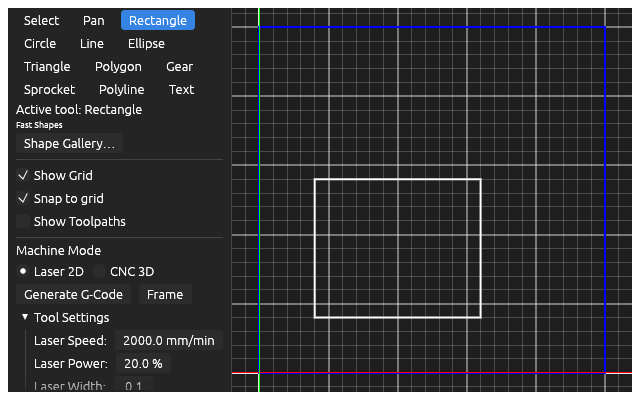 Select Pan Rectangle
Circle Line Ellipse
Triangle Polygon Gear
Sprocket Polyline Text
Active tool: Rectangle
Fast Shapes
Shape Gallery...
Show Grid
Snap to grid
Show Toolpaths
Machine Mode
Laser 2D CNC 3D
Generate G-Code Frame
Tool Settings
Laser Speed: 2000.0 mm/min
Laser Power: 20.0 %
Laser Width: 0.1